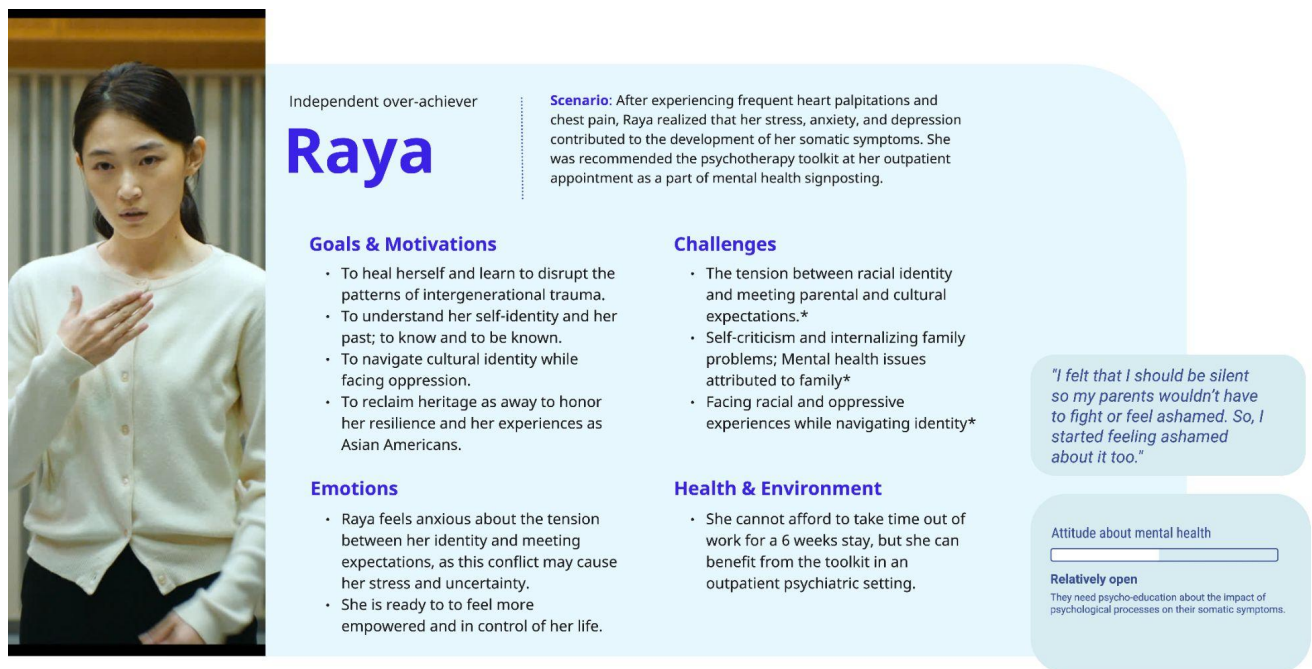 Independent over-achiever
Raya
Scenario: After experiencing frequent heart palpitations and
chest pain, Raya realized that her stress, anxiety, and depression
contributed to the development of her somatic symptoms. She
was recommended the psychotherapy toolkit at her outpatient
appointment as a part of mental health signposting.
Goals & Motivations
• To heal herself and learn to disrupt the
patterns of intergenerational trauma.
• To understand her self-identity and her
past; to know and to be known.
• To navigate cultural identity while
facing oppression.
• To reclaim heritage as away to honor
her resilience and her experiences as
Asian Americans.
Challenges
• The tension between racial identity
and meeting parental and cultural
expectations.*
• Self-criticism and internalizing family
problems; Mental health issues
attributed to family*
• Facing racial and oppressive
experiences while navigating identity*
Emotions
• Raya feels anxious about the tension
between her identity and meeting
expectations, as this conflict may cause
her stress and uncertainty.
• She is ready to to feel more
empowered and in control of her life.
Health & Environment
• She cannot afford to take time out of
work for a 6 weeks stay, but she can
benefit from the toolkit in an
outpatient psychiatric setting.
"I felt that I should be silent
so my parents wouldn't have
to fight or feel ashamed. So, I
started feeling ashamed
about it too."
Attitude about mental health
Relatively open
They need psycho-education about the impact of
psychological processes on their somatic symptoms.